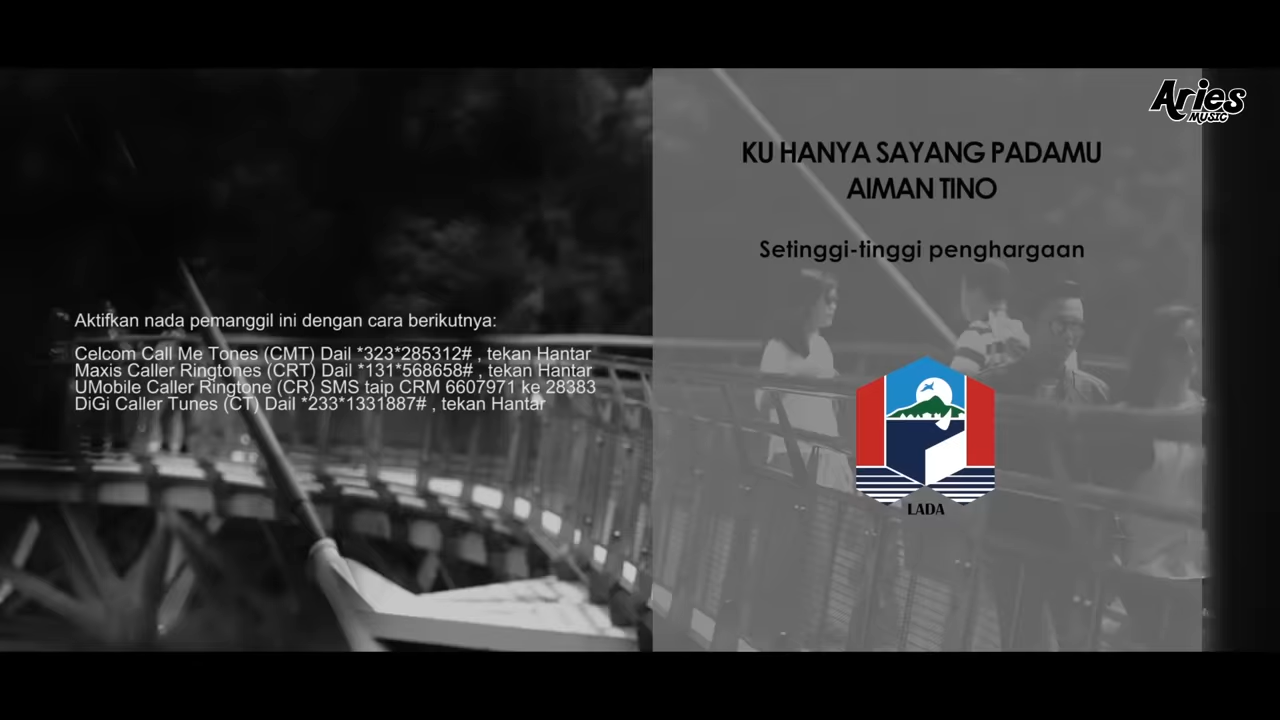 Aries
MUSIC
KU HANYA SAYANG PADAMU
AIMAN TINO
Setinggi-tinggi penghargaan
LADA
Aktifkan nada pemanggil ini dengan cara berikutnya:
Celcom Call Me Tones (CMT) Dail *323*285312# , tekan Hantar
Maxis Caller Ringtones (CRT) Dail *131*568658# , tekan Hantar
UMobile Caller Ringtone (CR) SMS taip CRM 6607971 ke 28383
DiGi Caller Tunes (CT) Dail *233*1331887# , tekan Hantar